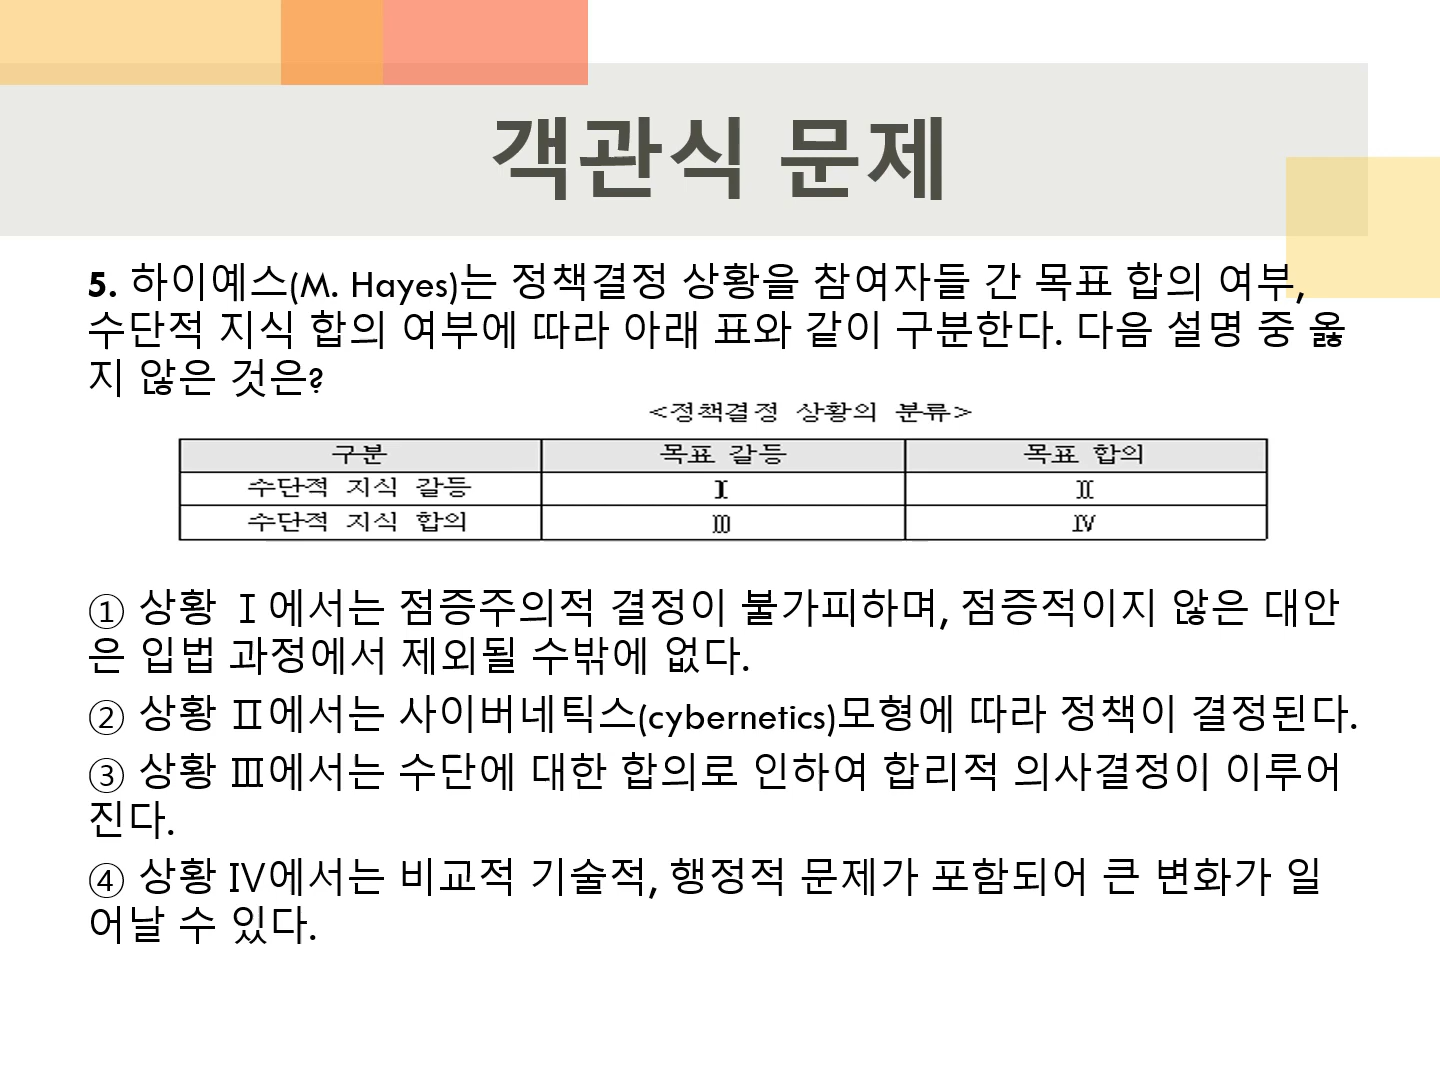 객관식 문제
5. 하이예스(M. Hayes)는 정책결정 상황을 참여자들 간 목표 합의 여부,
수단적 지식 합의 여부에 따라 아래 표와 같이 구분한다. 다음 설명 중 옳
지 않은 것은?
<정책결정 상황의 분류>
구분 목표 갈등 목표 합의
수단적 지식 갈등 Ⅰ Ⅱ
수단적 지식 합의 Ⅲ Ⅳ
① 상황 Ⅰ에서는 점증주의적 결정이 불가피하며, 점증적이지 않은 대안
은 입법 과정에서 제외될 수밖에 없다.
② 상황 Ⅱ에서는 사이버네틱스(cybernetics)모형에 따라 정책이 결정된다.
③ 상황 Ⅲ에서는 수단에 대한 합의로 인하여 합리적 의사결정이 이루어
진다.
④ 상황 Ⅳ에서는 비교적 기술적, 행정적 문제가 포함되어 큰 변화가 일
어날 수 있다.